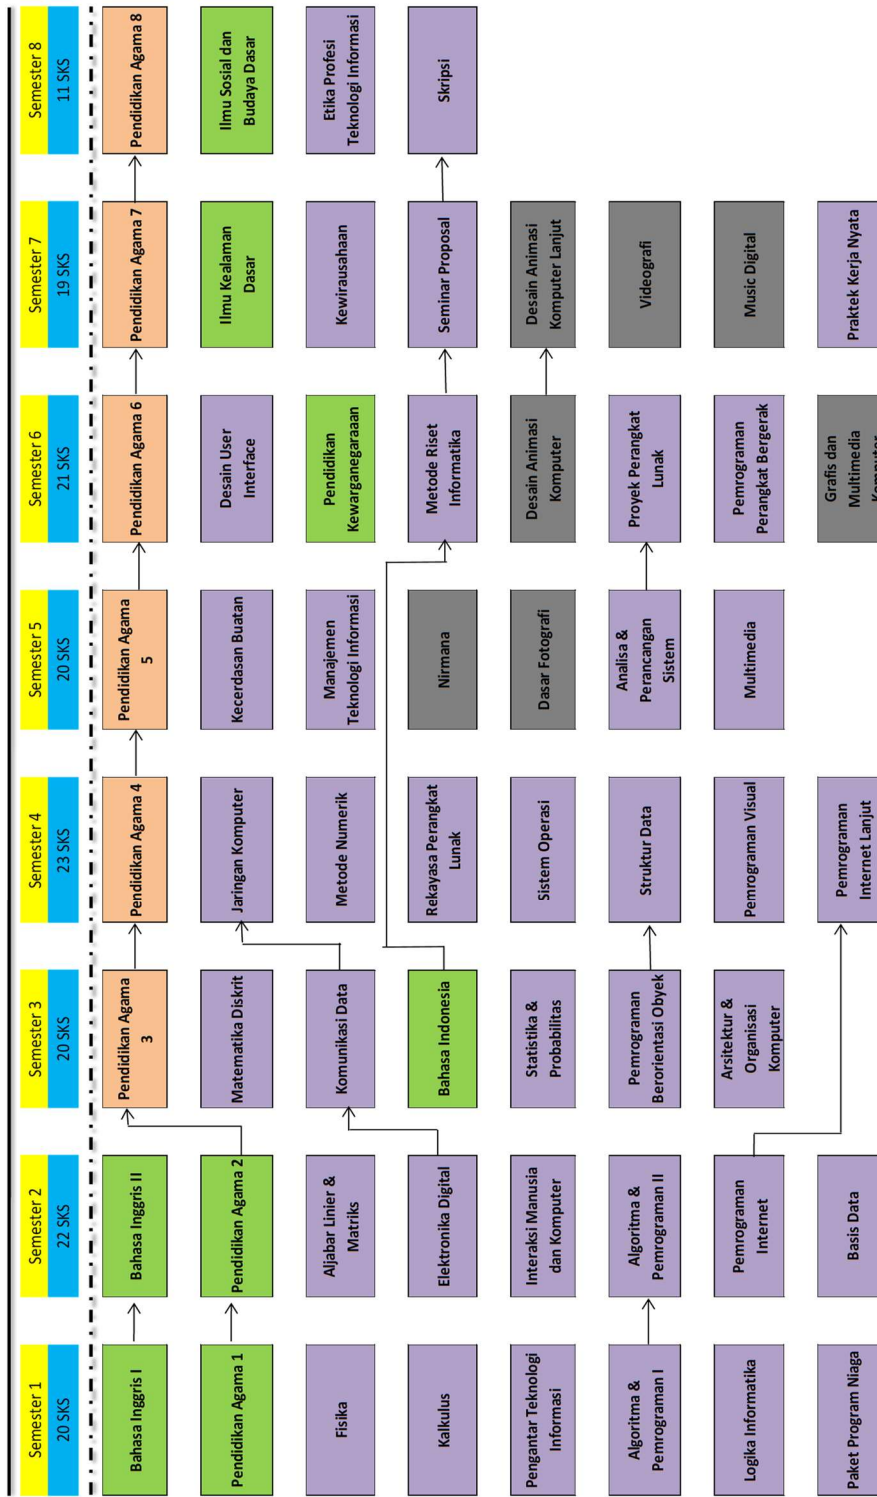 Semester 1
20 SKS
Bahasa Inggris I
Pendidikan Agama 1
Fisika
Kalkulus
Pengantar Teknologi
Informasi
Algoritma &
Pemrograman I
Logika Informatika
Paket Program Niaga
Semester 2
22 SKS
Bahasa Inggris II
Pendidikan Agama 2
Aljabar Linier &
Matriks
Elektronika Digital
Interaksi Manusia
dan Komputer
Algoritma &
Pemrograman II
Pemrograman
Internet
Basis Data
Semester 3
20 SKS
Pendidikan Agama
3
Matematika Diskrit
Komunikasi Data
Bahasa Indonesia
Statistika &
Probabilitas
Pemrograman
Berorientasi Obyek
Arsitektur &
Organisasi
Komputer
Semester 4
23 SKS
Pendidikan Agama 4
Jaringan Komputer
Metode Numerik
Rekayasa Perangkat
Lunak
Sistem Operasi
Struktur Data
Pemrograman Visual
Pemrograman
Internet Lanjut
Semester 5
20 SKS
Pendidikan Agama
5
Kecerdasan Buatan
Manajemen
Teknologi Informasi
Nirmana
Dasar Fotografi
Analisa &
Perancangan
Sistem
Multimedia
Semester 6
21 SKS
Pendidikan Agama 6
Desain User
Interface
Pendidikan
Kewarganegaraaan
Metode Riset
Informatika
Desain Animasi
Komputer
Proyek Perangkat
Lunak
Pemrograman
Perangkat Bergerak
Grafis dan
Multimedia
Komputer
Semester 7
19 SKS
Pendidikan Agama 7
Ilmu Kealaman
Dasar
Kewirausahaan
Seminar Proposal
Desain Animasi
Komputer Lanjut
Videografi
Music Digital
Praktek Kerja Nyata
Semester 8
11 SKS
Pendidikan Agama 8
Ilmu Sosial dan
Budaya Dasar
Etika Profesi
Teknologi Informasi
Skripsi